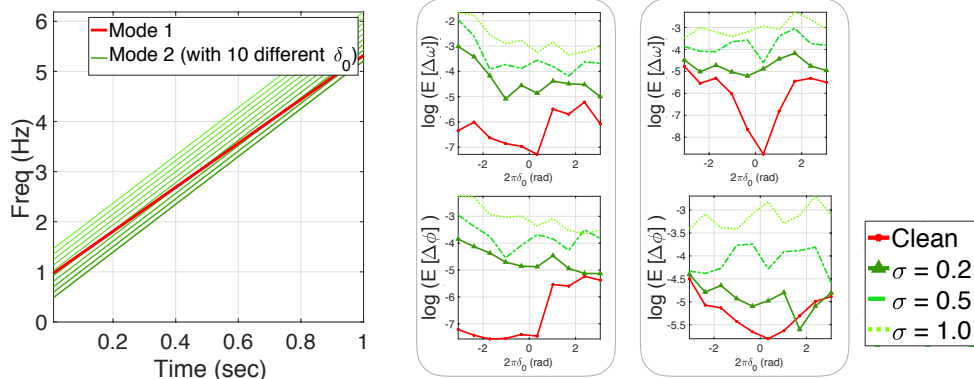 6
5
4
3
2
1
0
Freq (Hz)
Mode 1
Mode 2 (with 10 different δ₀)
0.2 0.4 0.6 0.8 1
Time (sec)
log (E [Δω])
-2
-3
-4
-5
-6
-7
-2 0 2
2πδ₀ (rad)
log (E [Δω])
-3
-4
-5
-6
-7
-8
-2 0 2
2πδ₀ (rad)
log (E [Δϕ])
-3
-4
-5
-6
-7
-2 0 2
2πδ₀ (rad)
log (E [Δϕ])
-3
-3.5
-4
-4.5
-5
-5.5
-2 0 2
2πδ₀ (rad)
Clean
σ = 0.2
σ = 0.5
σ = 1.0